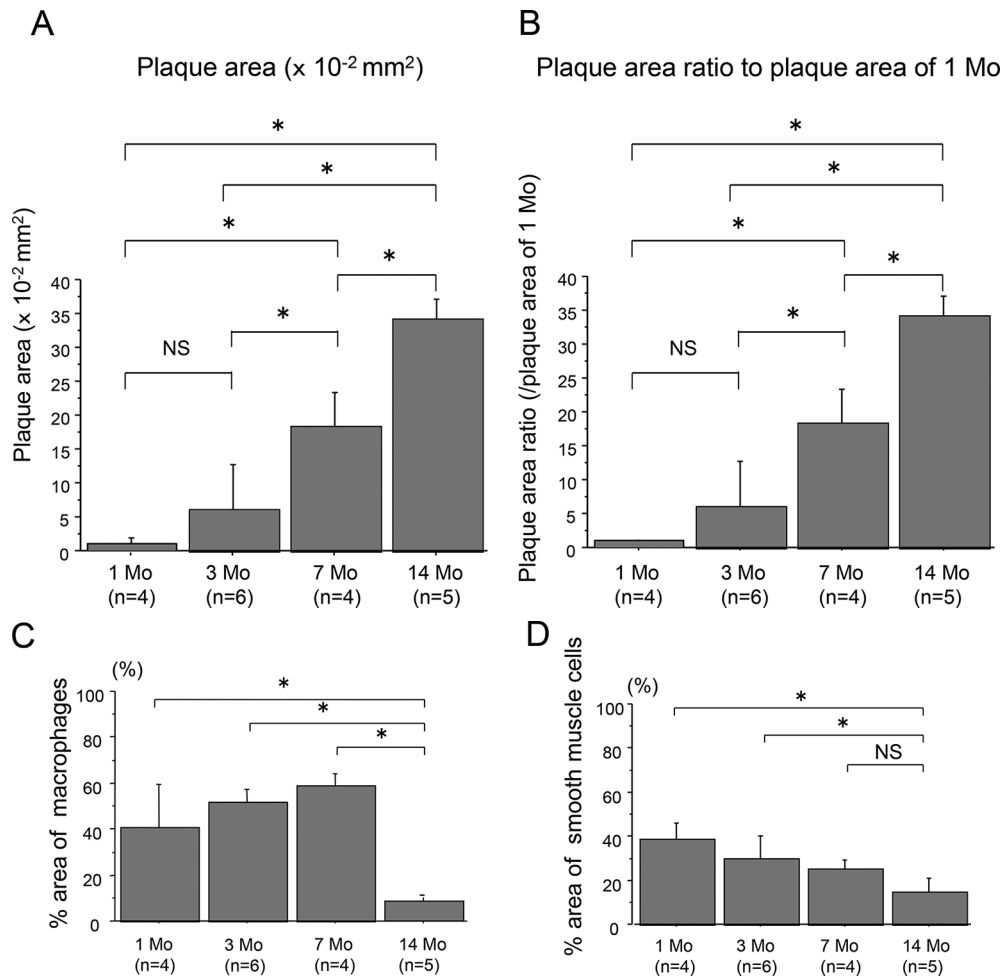 A
Plaque area (x 10-2 mm2)
*
*
*
*
*
NS
Plaque area (x 10-2 mm2)
40
35
30
25
20
15
10
5
0
1 Mo 3 Mo 7 Mo 14 Mo
(n=4) (n=6) (n=4) (n=5)
B
Plaque area ratio to plaque area of 1 Mo
*
*
*
*
*
NS
Plaque area ratio (/plaque area of 1 Mo)
40
35
30
25
20
15
10
5
0
1 Mo 3 Mo 7 Mo 14 Mo
(n=4) (n=6) (n=4) (n=5)
C
(%)
% area of macrophages
100
80
60
40
20
0
*
*
*
1 Mo 3 Mo 7 Mo 14 Mo
(n=4) (n=6) (n=4) (n=5)
D
(%)
% area of smooth muscle cells
100
80
60
40
20
0
*
*
NS
1 Mo 3 Mo 7 Mo 14 Mo
(n=4) (n=6) (n=4) (n=5)